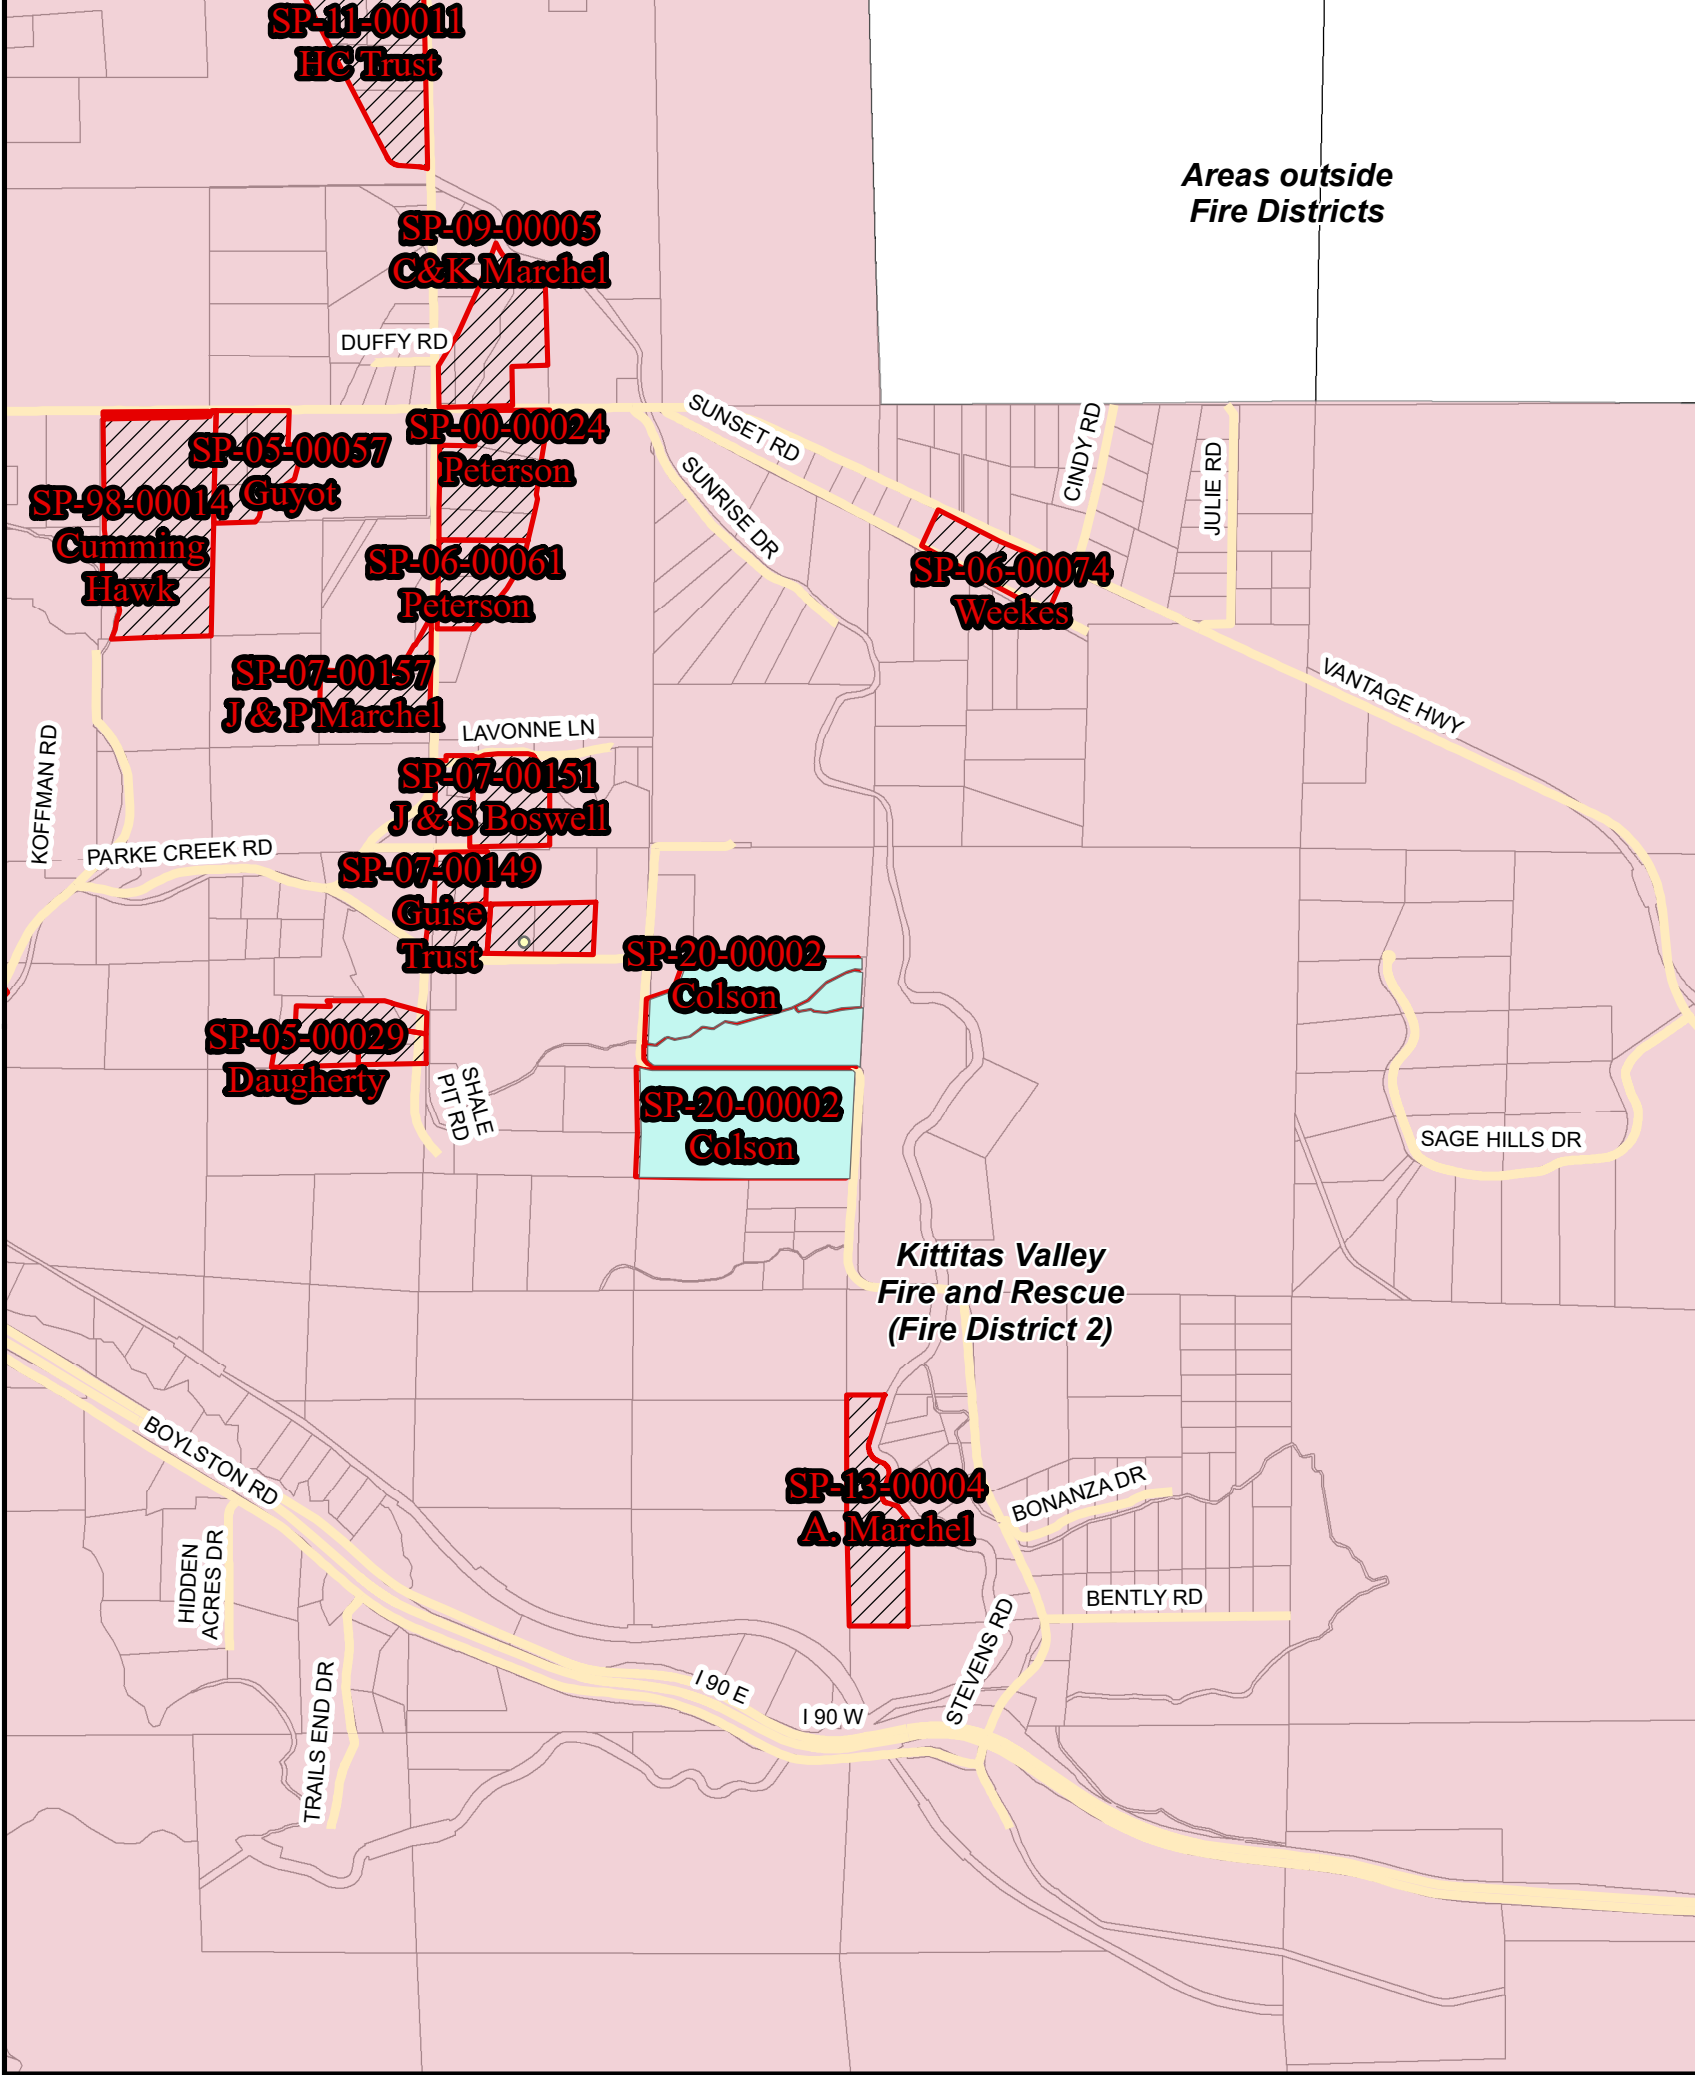 SP-11-00011
HC Trust
Areas outside
Fire Districts
SP-09-00005
C&K Marchel
DUFFY RD
SP-00-00024
Peterson
SUNSET RD
CINDY RD
JULIE RD
SP-05-00057
Guyot
SP-98-00014
Cumming
Hawk
SUNRISE DR
SP-06-00061
Peterson
SP-06-00074
Weekes
SP-07-00157
J & P Marchel
VANTAGE HWY
LAVONNE LN
KOFFMAN RD
SP-07-00151
J & S Boswell
PARKE CREEK RD
SP-07-00149
Guise
Trust
SP-20-00002
Colson
SP-05-00029
Daugherty
SHALE
PIT RD
SP-20-00002
Colson
SAGE HILLS DR
Kittitas Valley
Fire and Rescue
(Fire District 2)
BOYLSTON RD
SP-13-00004
A. Marchel
BONANZA DR
HIDDEN
ACRES DR
BENTLY RD
STEVENS RD
TRAILS END DR
I 90 E
I 90 W